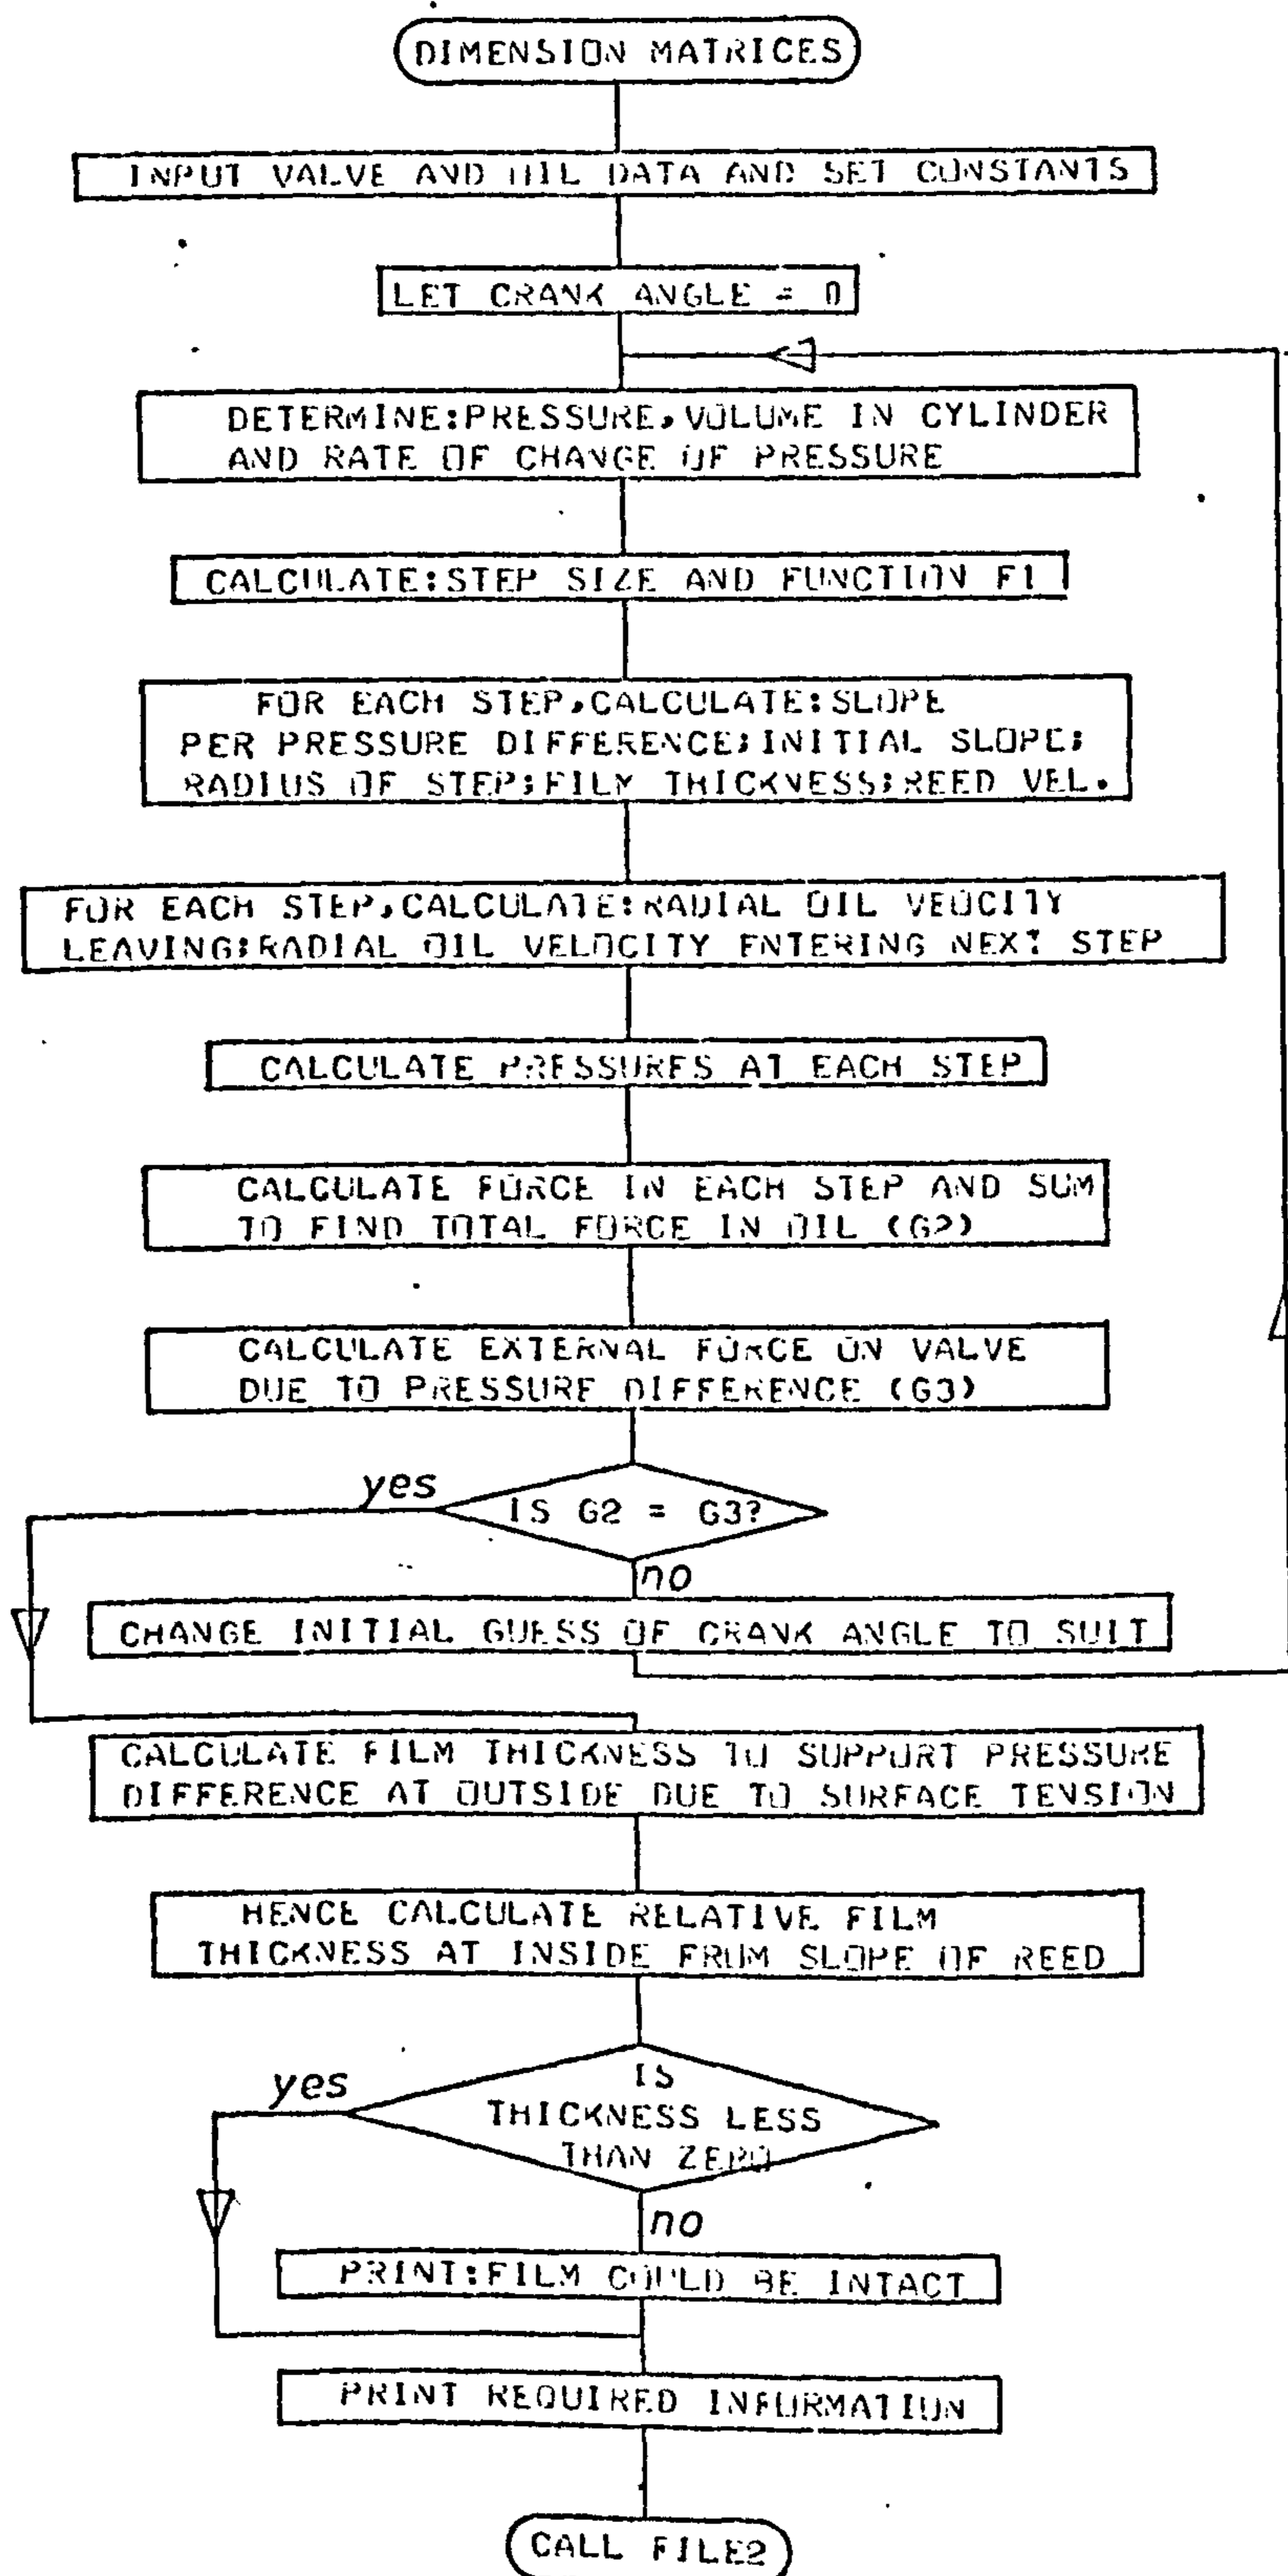 DIMENSION MATRICES
INPUT VALVE AND OIL DATA AND SET CONSTANTS
LET CRANK ANGLE = 0
DETERMINE:PRESSURE,VOLUME IN CYLINDER
AND RATE OF CHANGE OF PRESSURE
CALCULATE:STEP SIZE AND FUNCTION F1
FOR EACH STEP,CALCULATE:SLOPE
PER PRESSURE DIFFERENCE;INITIAL SLOPE;
RADIUS OF STEP;FILM THICKNESS;REED VEL.
FOR EACH STEP,CALCULATE:RADIAL OIL VEOCITY
LEAVING;RADIAL OIL VELOCITY ENTERING NEXT STEP
CALCULATE PRESSURES AT EACH STEP
CALCULATE FORCE IN EACH STEP AND SUM
TO FIND TOTAL FORCE IN OIL (G2)
CALCULATE EXTERNAL FORCE ON VALVE
DUE TO PRESSURE DIFFERENCE (G3)
yes
IS G2 = G3?
no
CHANGE INITIAL GUESS OF CRANK ANGLE TO SUIT
CALCULATE FILM THICKNESS TO SUPPORT PRESSURE
DIFFERENCE AT OUTSIDE DUE TO SURFACE TENSION
HENCE CALCULATE RELATIVE FILM
THICKNESS AT INSIDE FROM SLOPE OF REED
yes
IS
THICKNESS LESS
THAN ZERO
no
PRINT:FILM COULD BE INTACT
PRINT REQUIRED INFORMATION
CALL FILE2